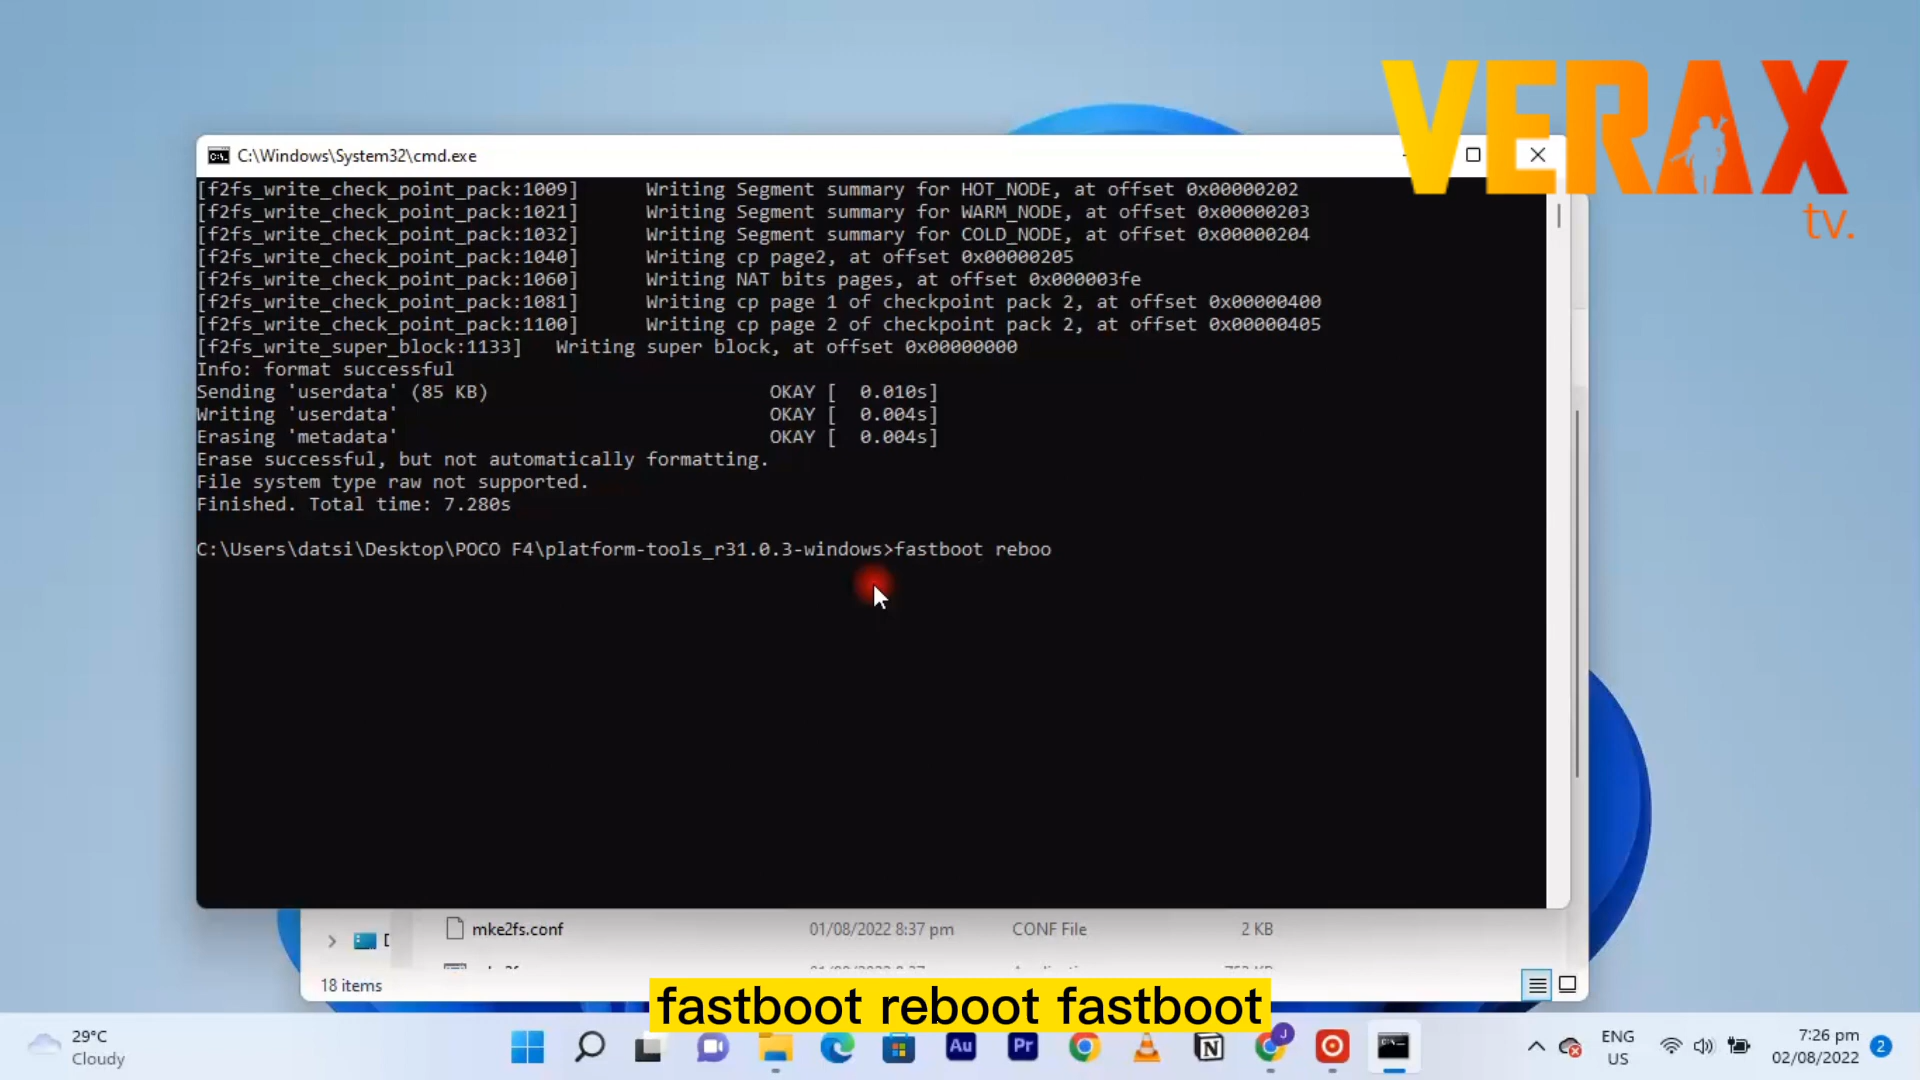 VERAX
tv.
C:\Windows\System32\cmd.exe
[f2fs_write_check_point_pack:1009] Writing Segment summary for HOT_NODE, at offset 0x00000202
[f2fs_write_check_point_pack:1021] Writing Segment summary for WARM_NODE, at offset 0x00000203
[f2fs_write_check_point_pack:1032] Writing Segment summary for COLD_NODE, at offset 0x00000204
[f2fs_write_check_point_pack:1040] Writing cp page2, at offset 0x00000205
[f2fs_write_check_point_pack:1060] Writing NAT bits pages, at offset 0x000003fe
[f2fs_write_check_point_pack:1081] Writing cp page 1 of checkpoint pack 2, at offset 0x00000400
[f2fs_write_check_point_pack:1100] Writing cp page 2 of checkpoint pack 2, at offset 0x00000405
[f2fs_write_super_block:1133] Writing super block, at offset 0x00000000
Info: format successful
Sending 'userdata' (85 KB) OKAY [ 0.010s]
Writing 'userdata' OKAY [ 0.004s]
Erasing 'metadata' OKAY [ 0.004s]
Erase successful, but not automatically formatting.
File system type raw not supported.
Finished. Total time: 7.280s
C:\Users\datsi\Desktop\POCO F4\platform-tools_r31.0.3-windows>fastboot reboo
mke2fs.conf 01/08/2022 8:37 pm CONF File 2 KB
18 items
fastboot reboot fastboot
29°C
Cloudy
Au
Pr
J
ENG
US
7:26 pm
02/08/2022
2